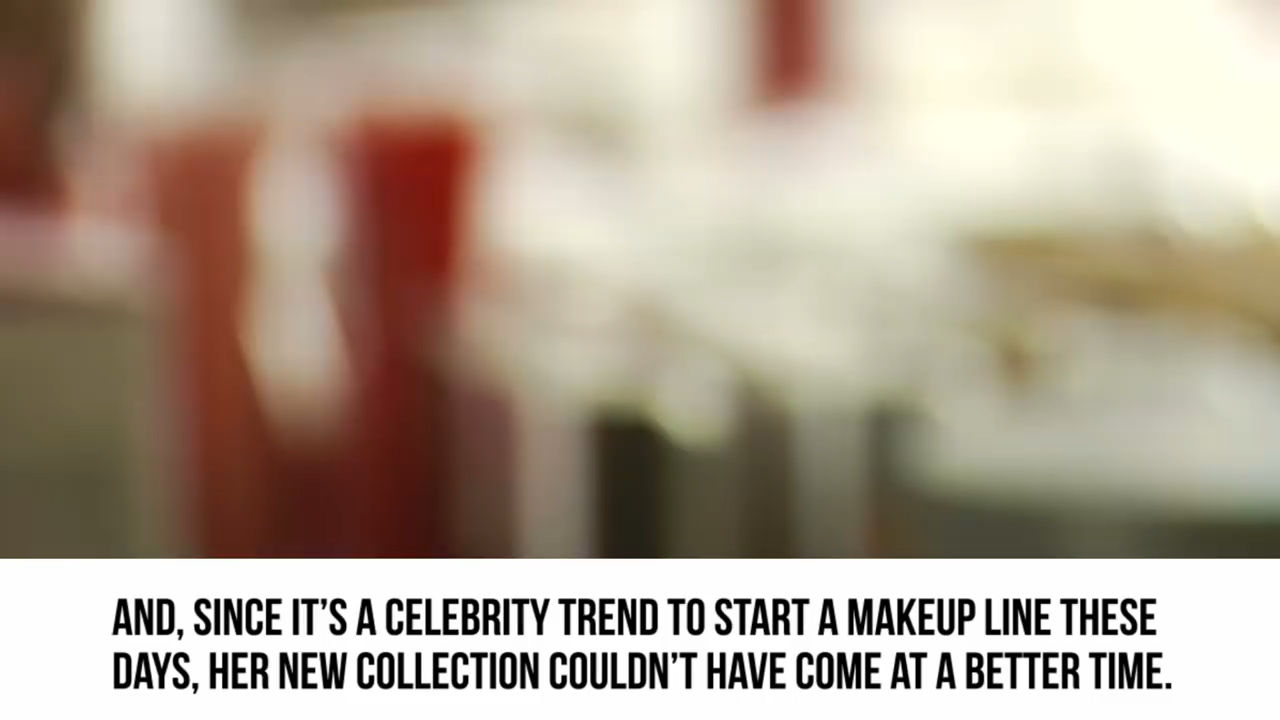 AND, SINCE IT’S A CELEBRITY TREND TO START A MAKEUP LINE THESE
DAYS, HER NEW COLLECTION COULDN’T HAVE COME AT A BETTER TIME.